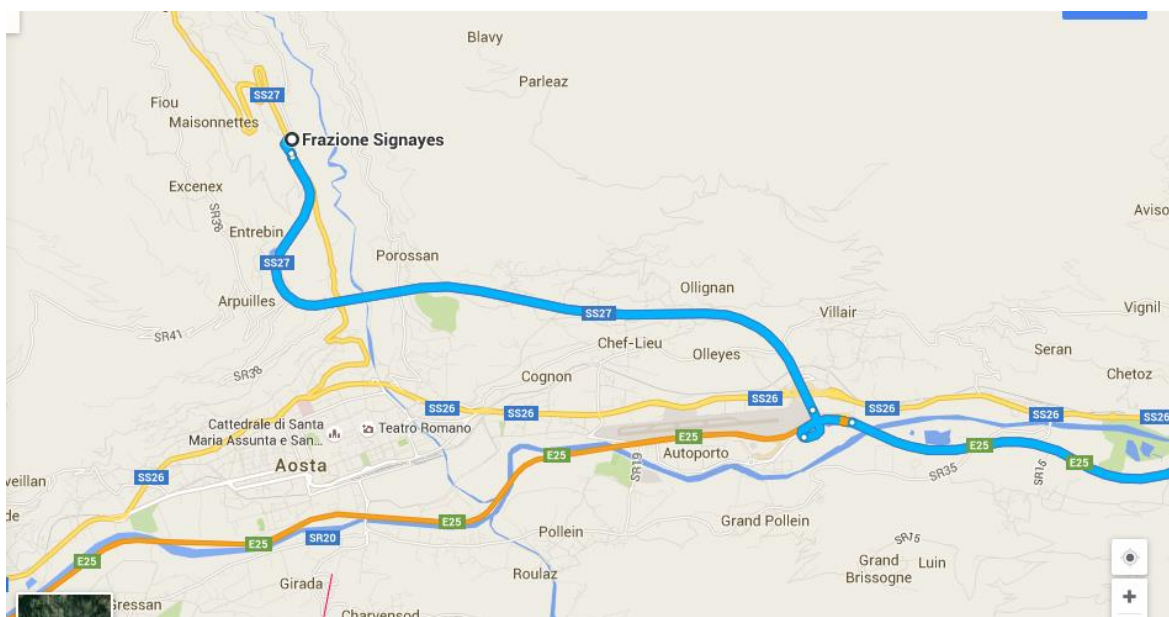 Blavy
Parleaz
SS27
Fiou
Maisonnettes
Frazione Signayes
Excenex
Aviso
SR38
Entrebin
Porossan
SS27
Arpuilles
Ollignan
Villair
Vignil
SS27
SR41
Chef-Lieu
Olleyes
Seran
SR38
Cognon
Chetoz
SS26
SS26
SS26
SS26
SS26
SS26
Cattedrale di Santa
Maria Assunta e San...
Teatro Romano
E25
E25
Aosta
E25
Autoporto
E25
SR19
SR35
SR15
SS26
veillan
de
Grand Pollein
E25
E25
E25
SR20
Pollein
SR15
Grand
Brissogne
Luin
Roulaz
Girada
Gressan
Charvensod
+